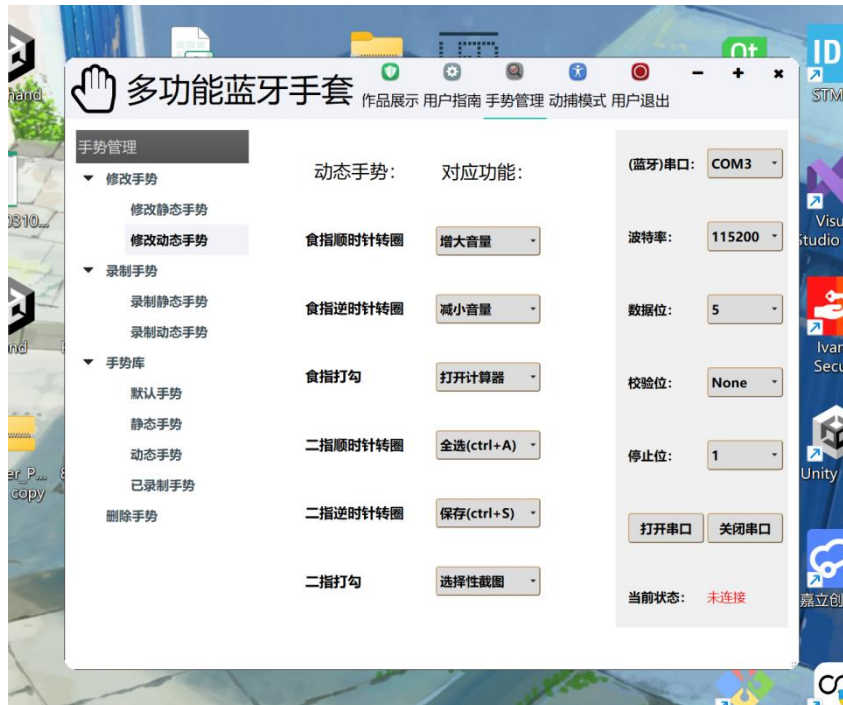 Qt
ID
多功能蓝牙手套
作品展示 用户指南 手势管理 动捕模式 用户退出
手势管理
修改手势
修改静态手势
修改动态手势
录制手势
录制静态手势
录制动态手势
手势库
默认手势
静态手势
动态手势
已录制手势
删除手势
动态手势: 对应功能:
食指顺时针转圈 增大音量
食指逆时针转圈 减小音量
食指打勾 打开计算器
二指顺时针转圈 全选(ctrl+A)
二指逆时针转圈 保存(ctrl+S)
二指打勾 选择性截图
(蓝牙)串口: COM3
波特率: 115200
数据位: 5
校验位: None
停止位: 1
打开串口 关闭串口
当前状态: 未连接
STM
0310...
Visu
Studio
Ivan
Secu
er_P...
copy
Unity
嘉立创